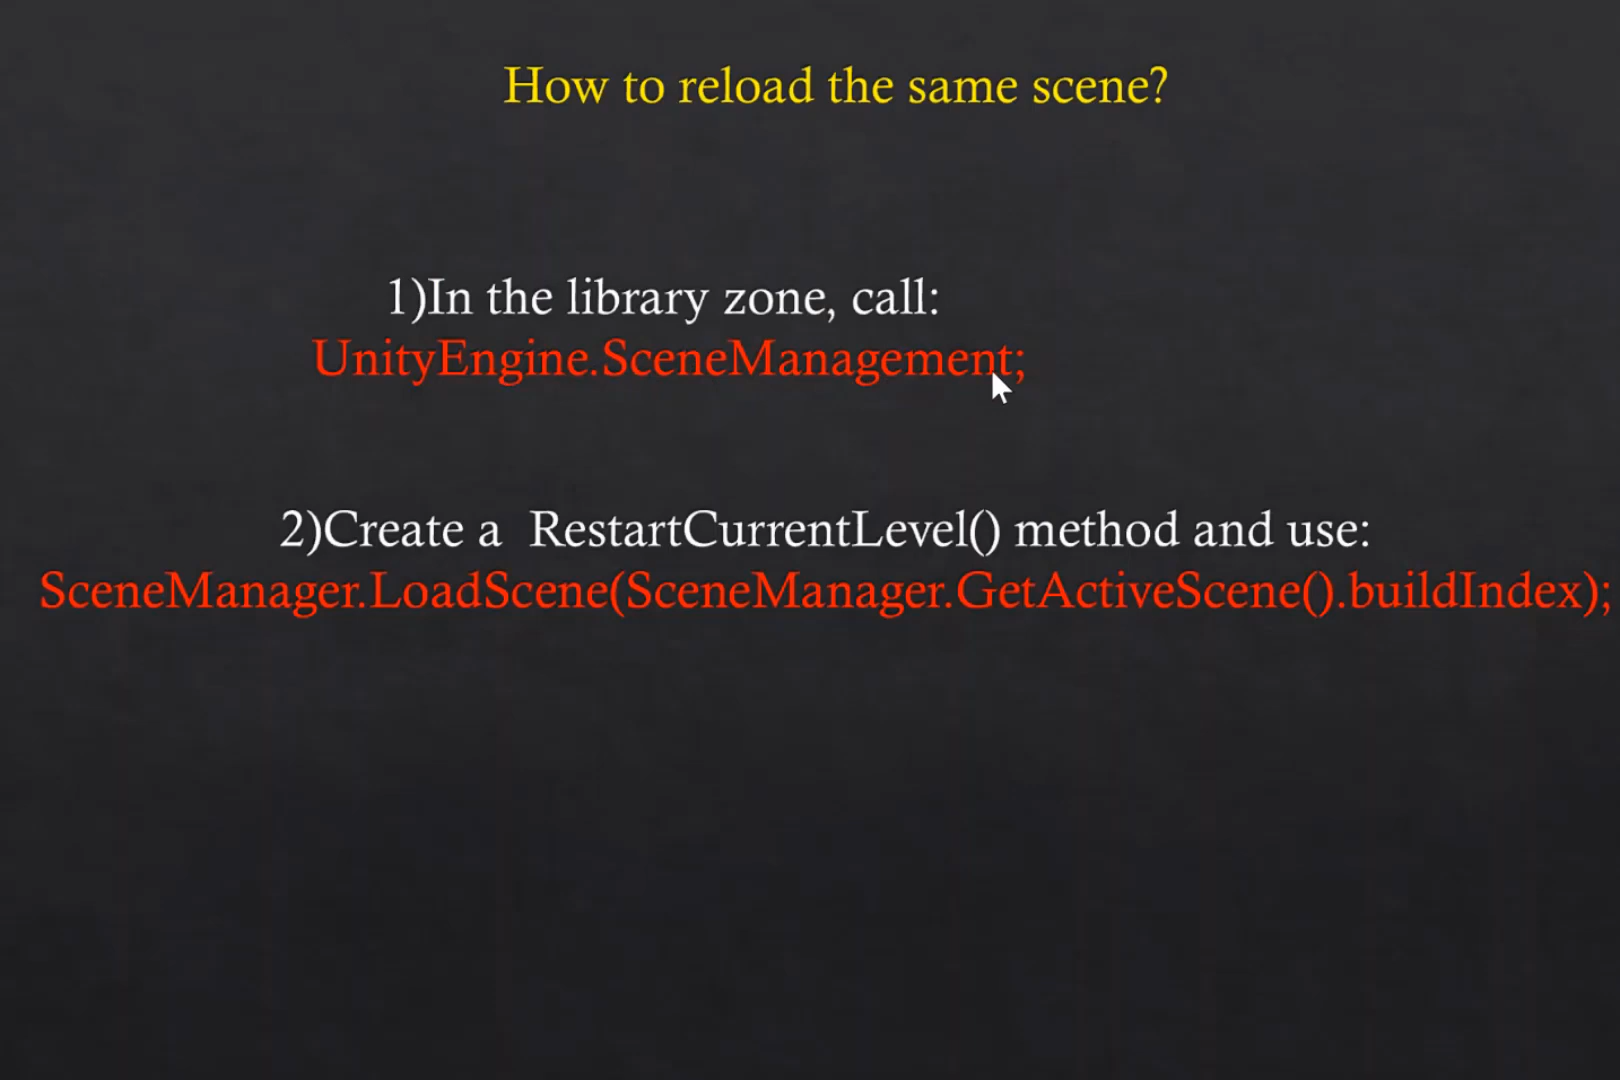 How to reload the same scene?
1)In the library zone, call:
UnityEngine.SceneManagement;
2)Create a  RestartCurrentLevel() method and use:
SceneManager.LoadScene(SceneManager.GetActiveScene().buildIndex);